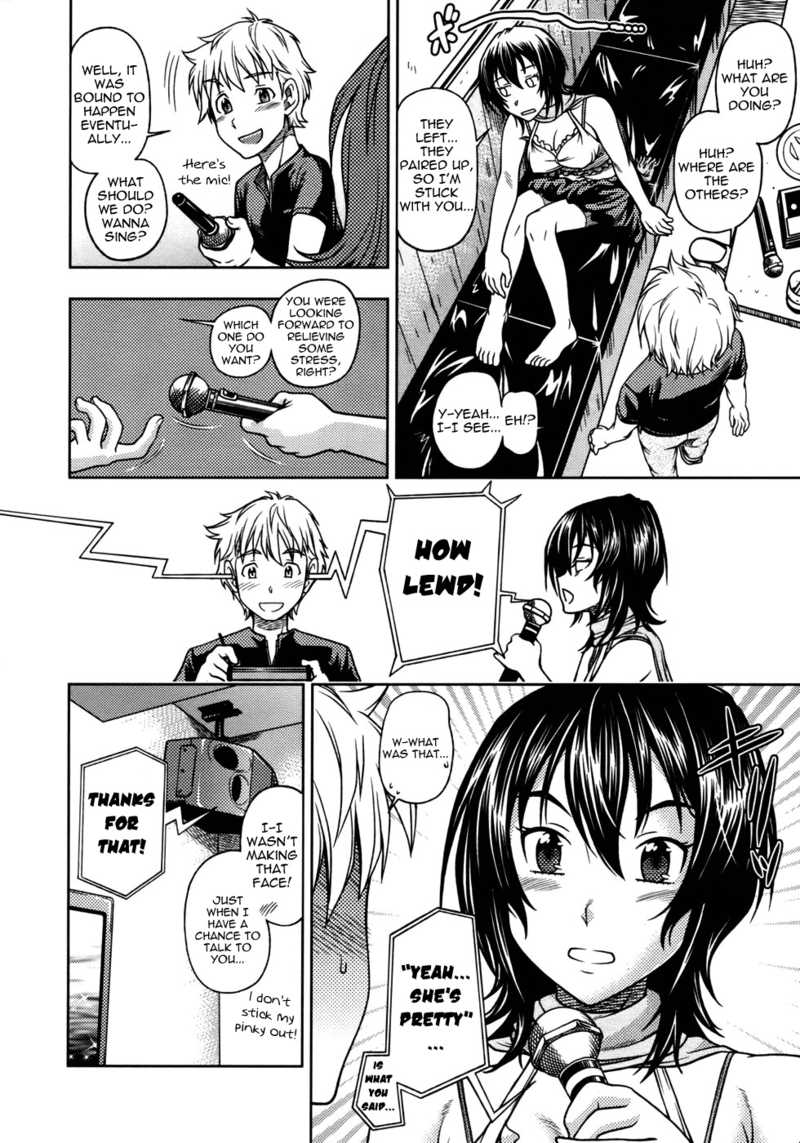 HUH?
WHAT ARE
YOU
DOING?
HUH?
WHERE ARE
THE
OTHERS?
ボー
THEY
LEFT...
THEY
PAIRED UP,
SO I'M
STUCK
WITH YOU...
EH!?
Y-YEAH...
I-I SEE...
WELL, IT
WAS
BOUND TO
HAPPEN
EVENTU-
ALLY...
Here's
the mic!
WHAT
SHOULD
WE DO?
WANNA
SING?
YOU WERE
LOOKING
FORWARD TO
RELIEVING
SOME
STRESS,
RIGHT?
WHICH
ONE DO
YOU
WANT?
HOW
LEWD!
W-WHAT
WAS THAT...
"YEAH...
SHE'S
PRETTY"
...
IS
WHAT
YOU
SAID...
THANKS
FOR
THAT!
I-I
WASN'T
MAKING
THAT
FACE!
JUST
WHEN I
HAVE A
CHANCE TO
TALK TO
YOU...
I don't
stick my
pinky out!